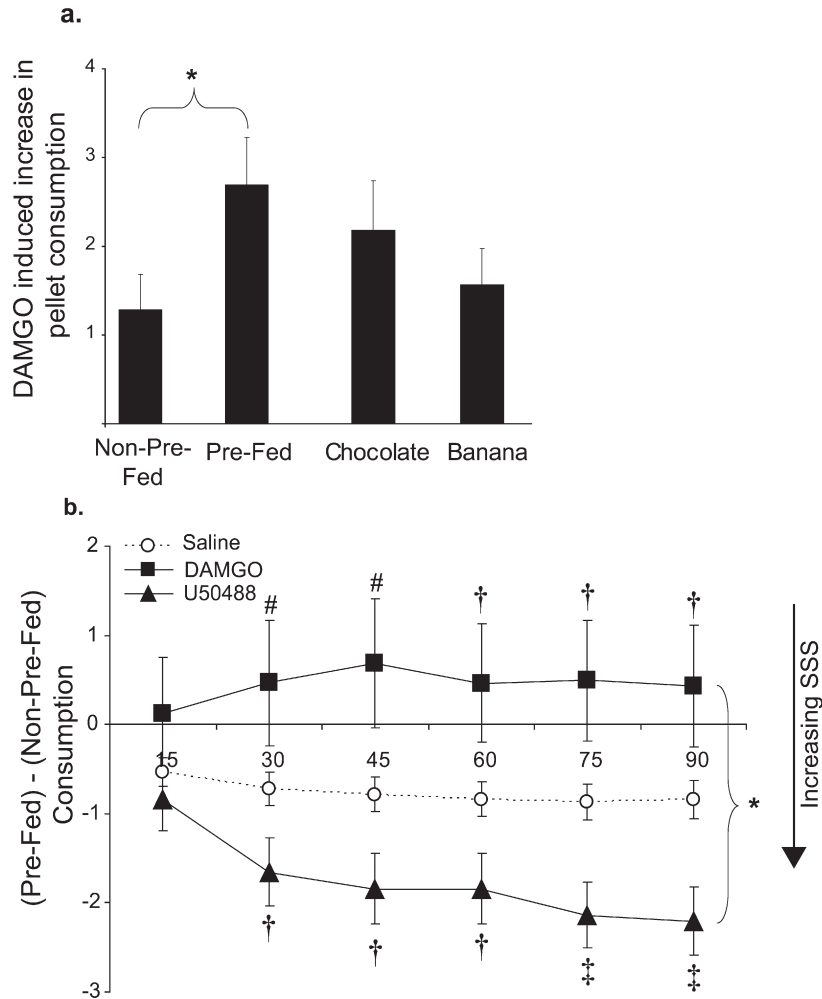 a.
DAMGO induced increase in
pellet consumption
4
3
2
1
*
Non-Pre-
Fed
Pre-Fed
Chocolate
Banana
b.
(Pre-Fed) - (Non-Pre-Fed)
Consumption
2
1
0
-1
-2
-3
Saline
DAMGO
U50488
# # † † †
15 30 45 60 75 90
† † † ‡ ‡
*
Increasing SSS